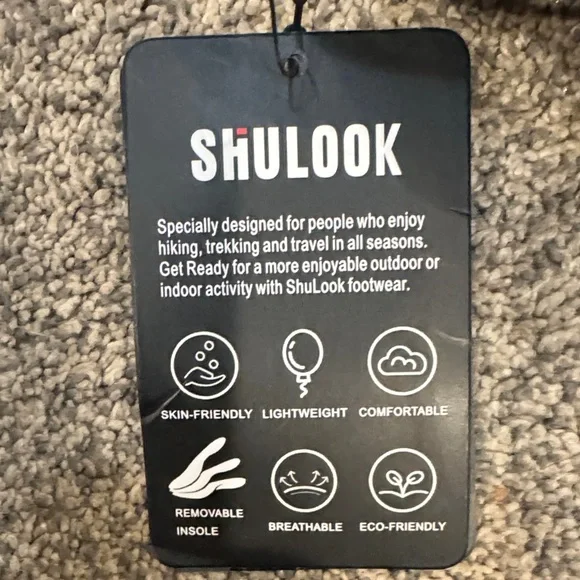 SHULOOK
Specially designed for people who enjoy
hiking, trekking and travel in all seasons.
Get Ready for a more enjoyable outdoor or
indoor activity with ShuLook footwear.
SKIN-FRIENDLY LIGHTWEIGHT COMFORTABLE
REMOVABLE
INSOLE
BREATHABLE ECO-FRIENDLY